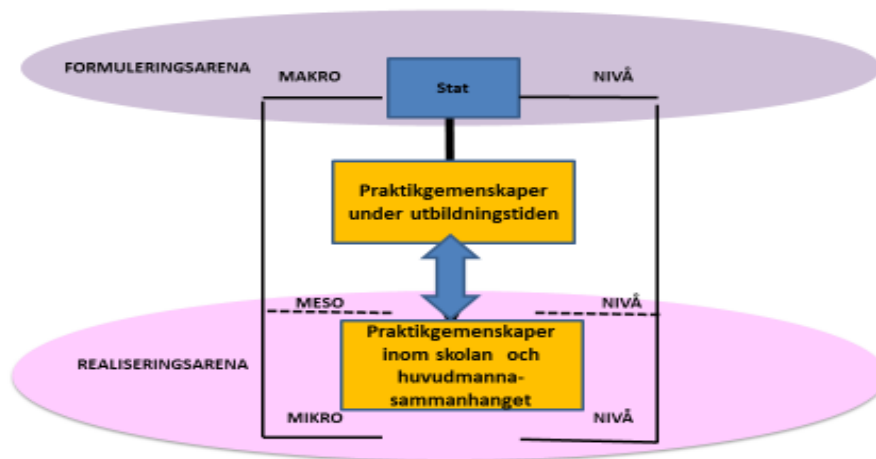 FORMULERINGSARENA
MAKRO
NIVÅ
Stat
Praktikgemenskaper
under utbildningstiden
MESO
NIVÅ
Praktikgemenskaper
inom skolan och
huvudmanna-
sammanhanget
REALISERINGSARENA
MIKRO
NIVÅ